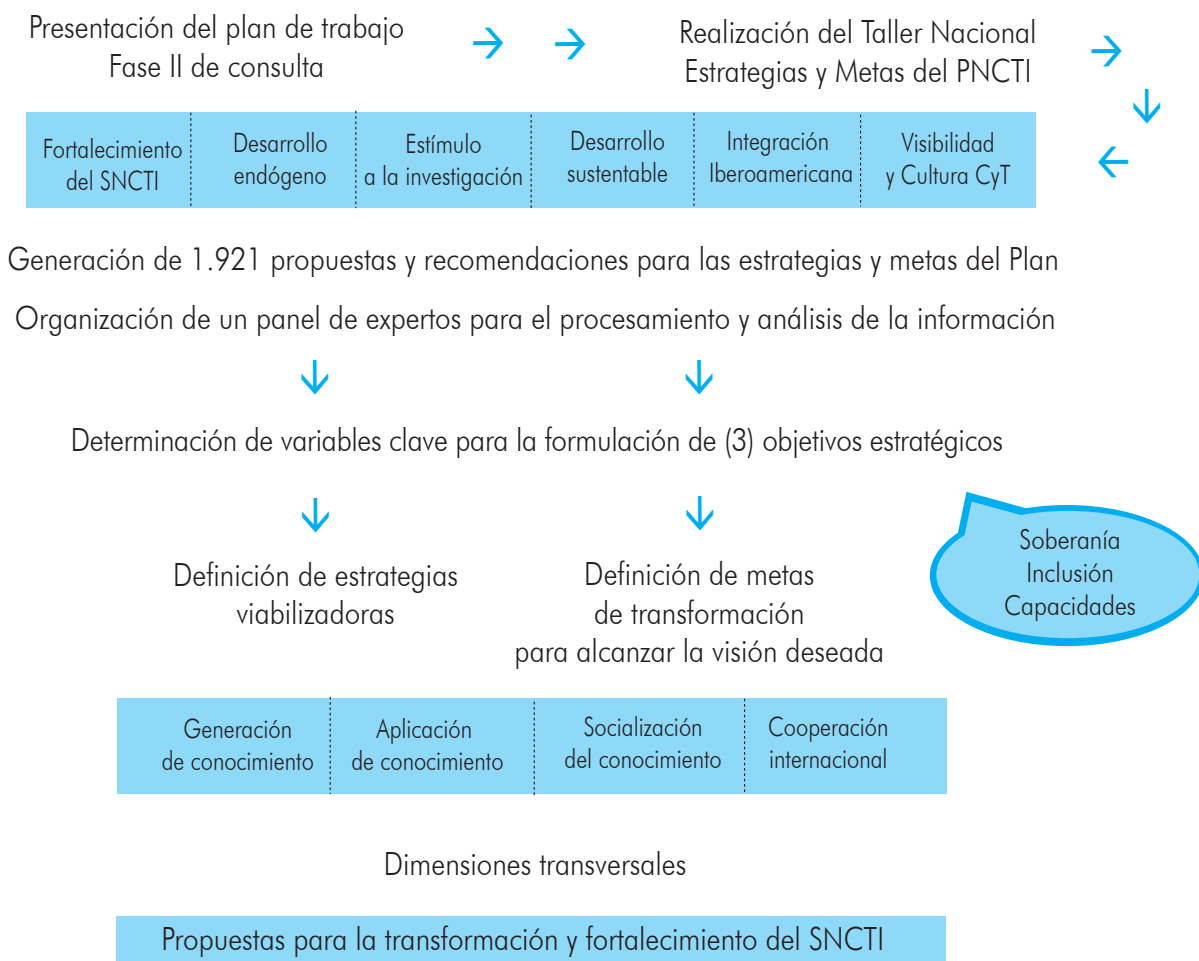 Presentación del plan de trabajo
Fase II de consulta
Realización del Taller Nacional
Estrategias y Metas del PNCTI
Fortalecimiento
del SNCTI
Desarrollo
endógeno
Estímulo
a la investigación
Desarrollo
sustentable
Integración
Iberoamericana
Visibilidad
y Cultura CyT
Generación de 1.921 propuestas y recomendaciones para las estrategias y metas del Plan
Organización de un panel de expertos para el procesamiento y análisis de la información
Determinación de variables clave para la formulación de (3) objetivos estratégicos
Soberanía
Inclusión
Capacidades
Definición de estrategias
viabilizadoras
Definición de metas
de transformación
para alcanzar la visión deseada
Generación
de conocimiento
Aplicación
de conocimiento
Socialización
del conocimiento
Cooperación
internacional
Dimensiones transversales
Propuestas para la transformación y fortalecimiento del SNCTI